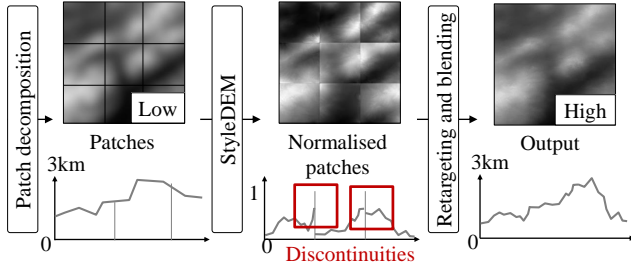 Patch decomposition
Low
Patches
StyleDEM
Normalised
patches
Retargeting and blending
High
Output
3km
0
1
0
Discontinuities
3km
0